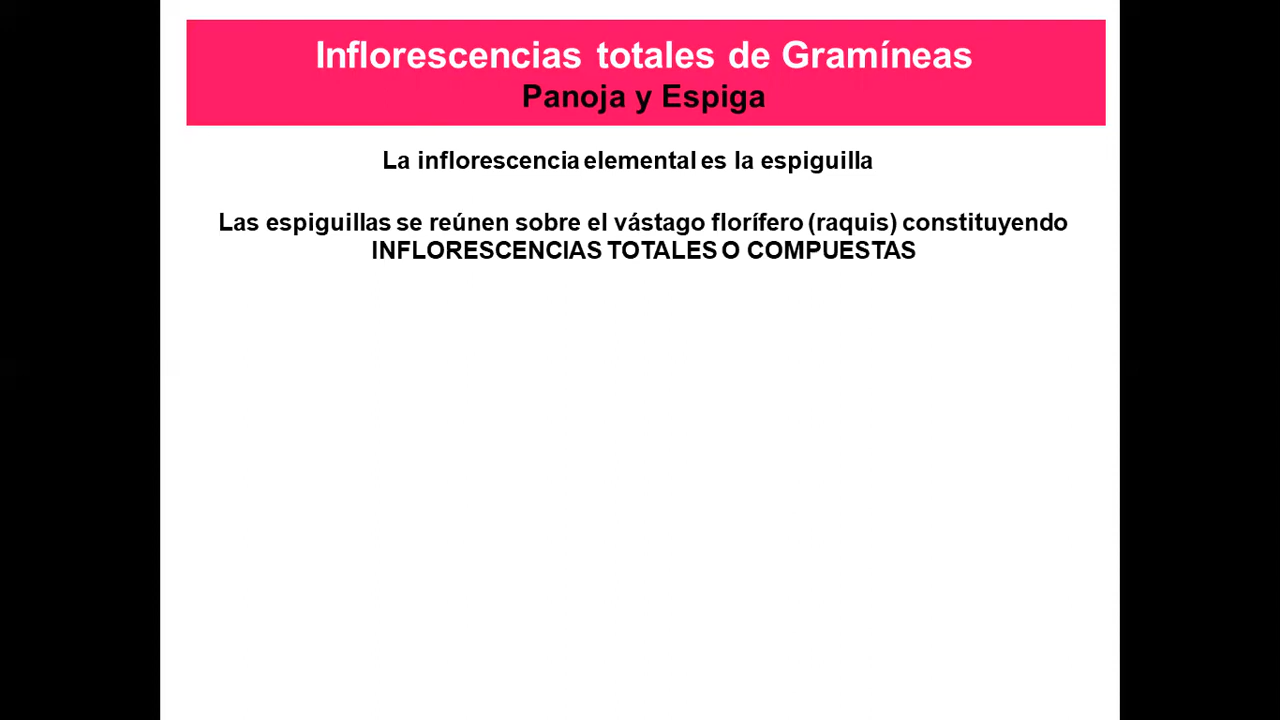 Inflorescencias totales de Gramíneas
Panoja y Espiga
La inflorescencia elemental es la espiguilla
Las espiguillas se reúnen sobre el vástago florífero (raquis) constituyendo
INFLORESCENCIAS TOTALES O COMPUESTAS